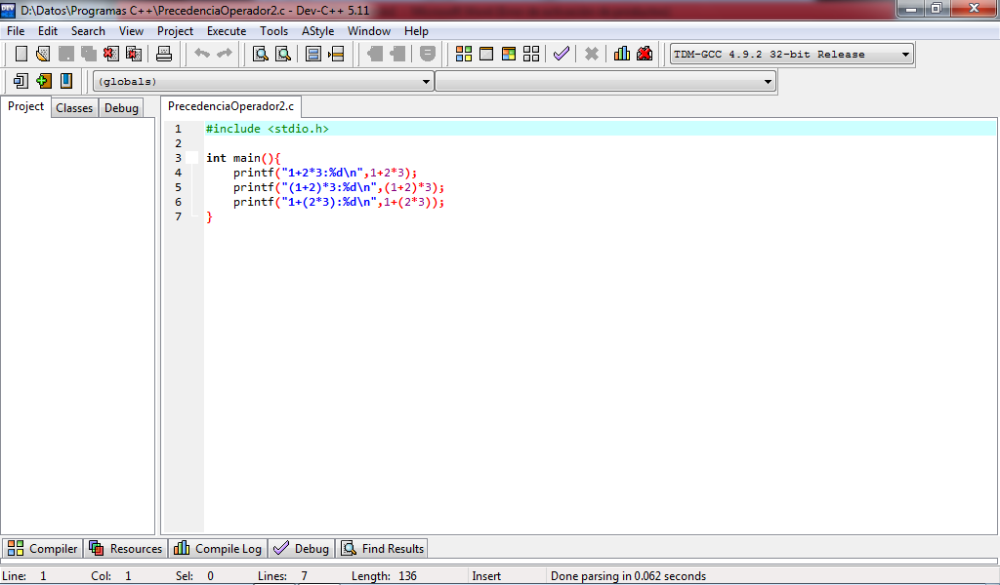 D:\Datos\Programas C++\PrecedenciaOperador2.c - Dev-C++ 5.11
File Edit Search View Project Execute Tools AStyle Window Help
TDM-GCC 4.9.2 32-bit Release
(globals)
Project Classes Debug
PrecedenciaOperador2.c
1 #include <stdio.h>
2
3 int main(){
4 printf("1+2*3:%d\n",1+2*3);
5 printf("(1+2)*3:%d\n",(1+2)*3);
6 printf("1+(2*3):%d\n",1+(2*3));
7 }
Compiler Resources Compile Log Debug Find Results
Line: 1 Col: 1 Sel: 0 Lines: 7 Length: 136 Insert Done parsing in 0.062 seconds